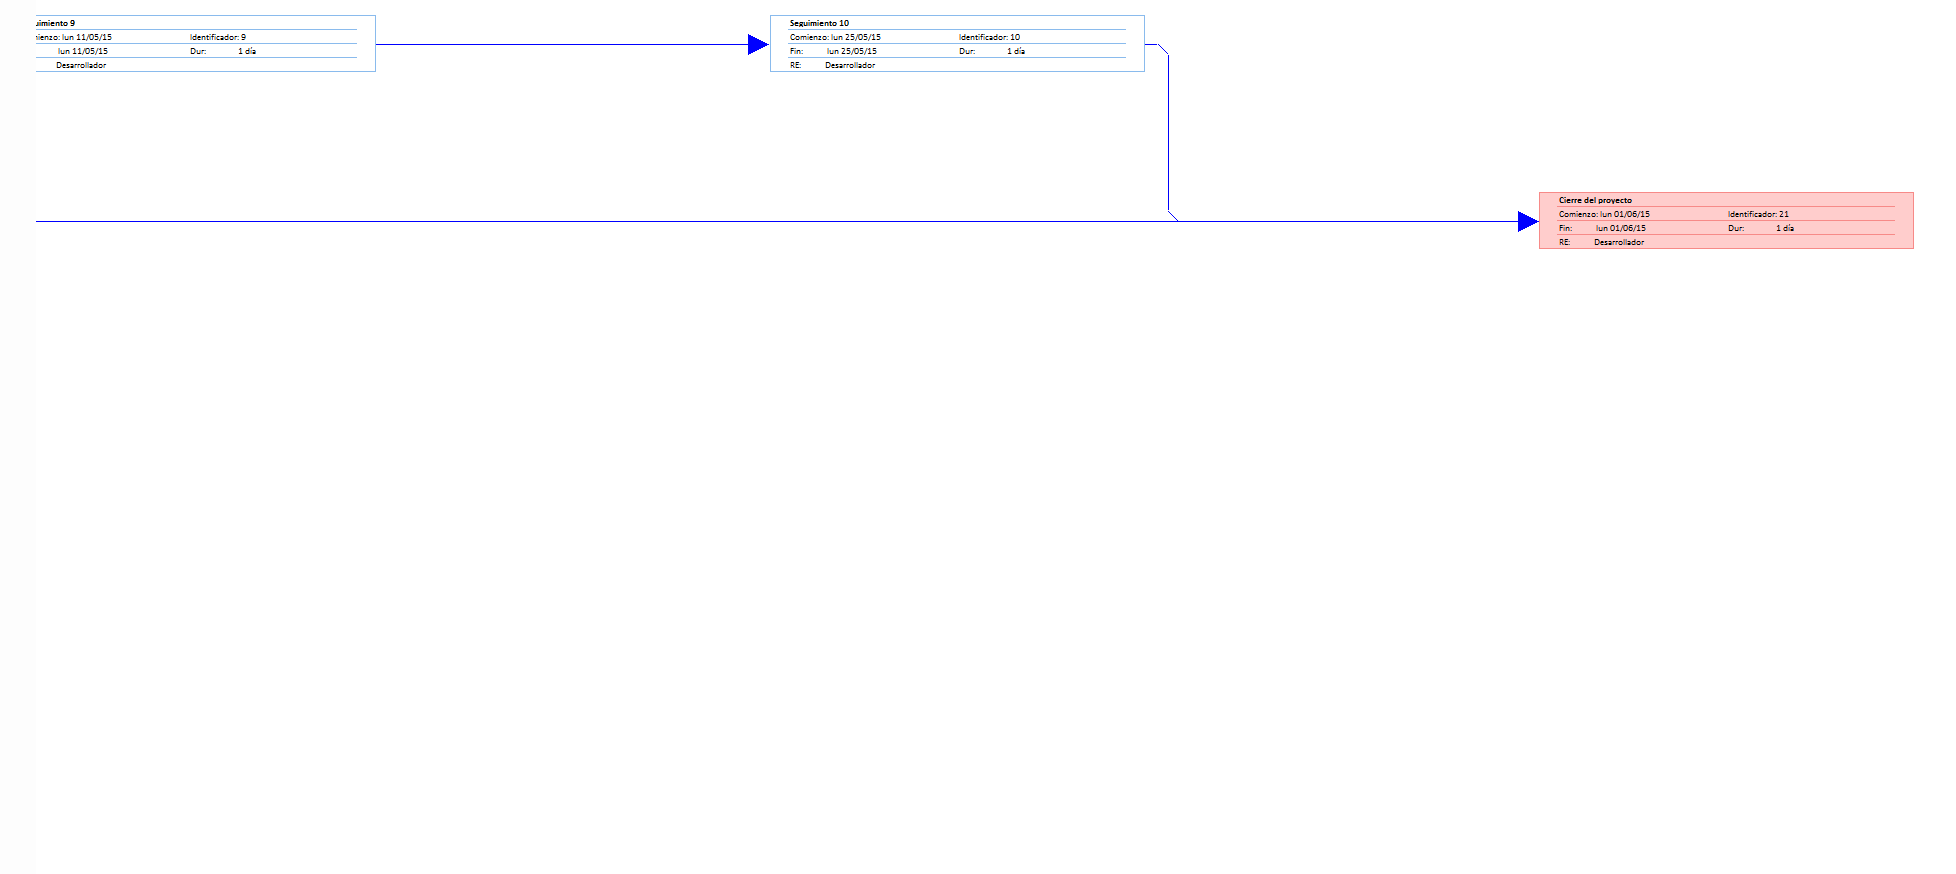 uimiento 9
ienzo: lun 11/05/15 Identificador: 9
lun 11/05/15 Dur: 1 día
Desarrollador
Seguimiento 10
Comienzo: lun 25/05/15 Identificador: 10
Fin: lun 25/05/15 Dur: 1 día
RE: Desarrollador
Cierre del proyecto
Comienzo: lun 01/06/15 Identificador: 21
Fin: lun 01/06/15 Dur: 1 día
RE: Desarrollador